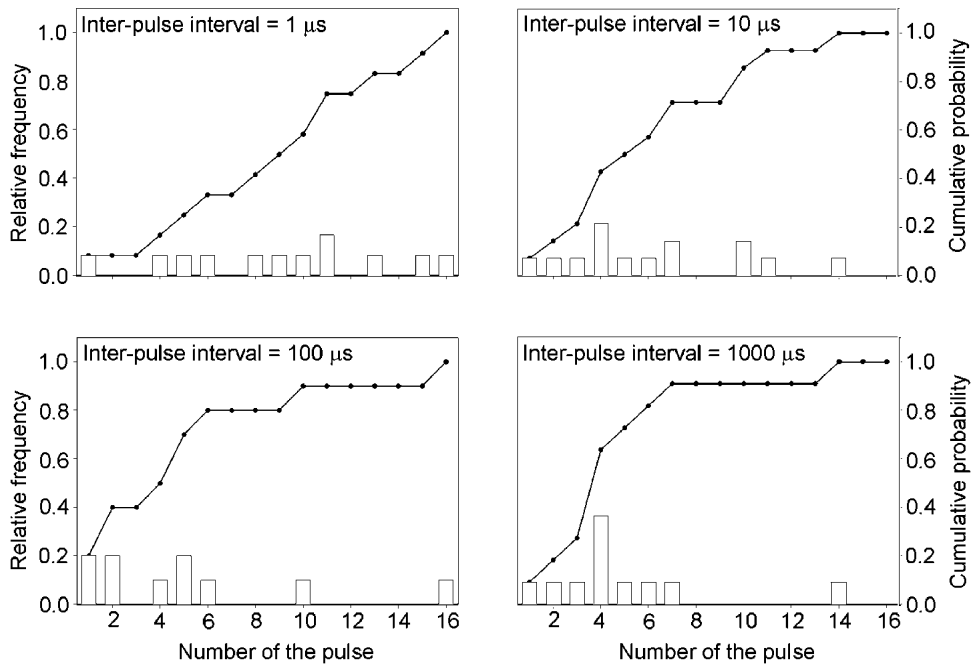 Inter-pulse interval = 1 μs
Relative frequency
1.0
0.8
0.6
0.4
0.2
0.0
Inter-pulse interval = 10 μs
1.0
0.8
0.6
0.4
0.2
0.0
Cumulative probability
Inter-pulse interval = 100 μs
Relative frequency
1.0
0.8
0.6
0.4
0.2
0.0
2 4 6 8 10 12 14 16
Number of the pulse
Inter-pulse interval = 1000 μs
1.0
0.8
0.6
0.4
0.2
0.0
Cumulative probability
2 4 6 8 10 12 14 16
Number of the pulse